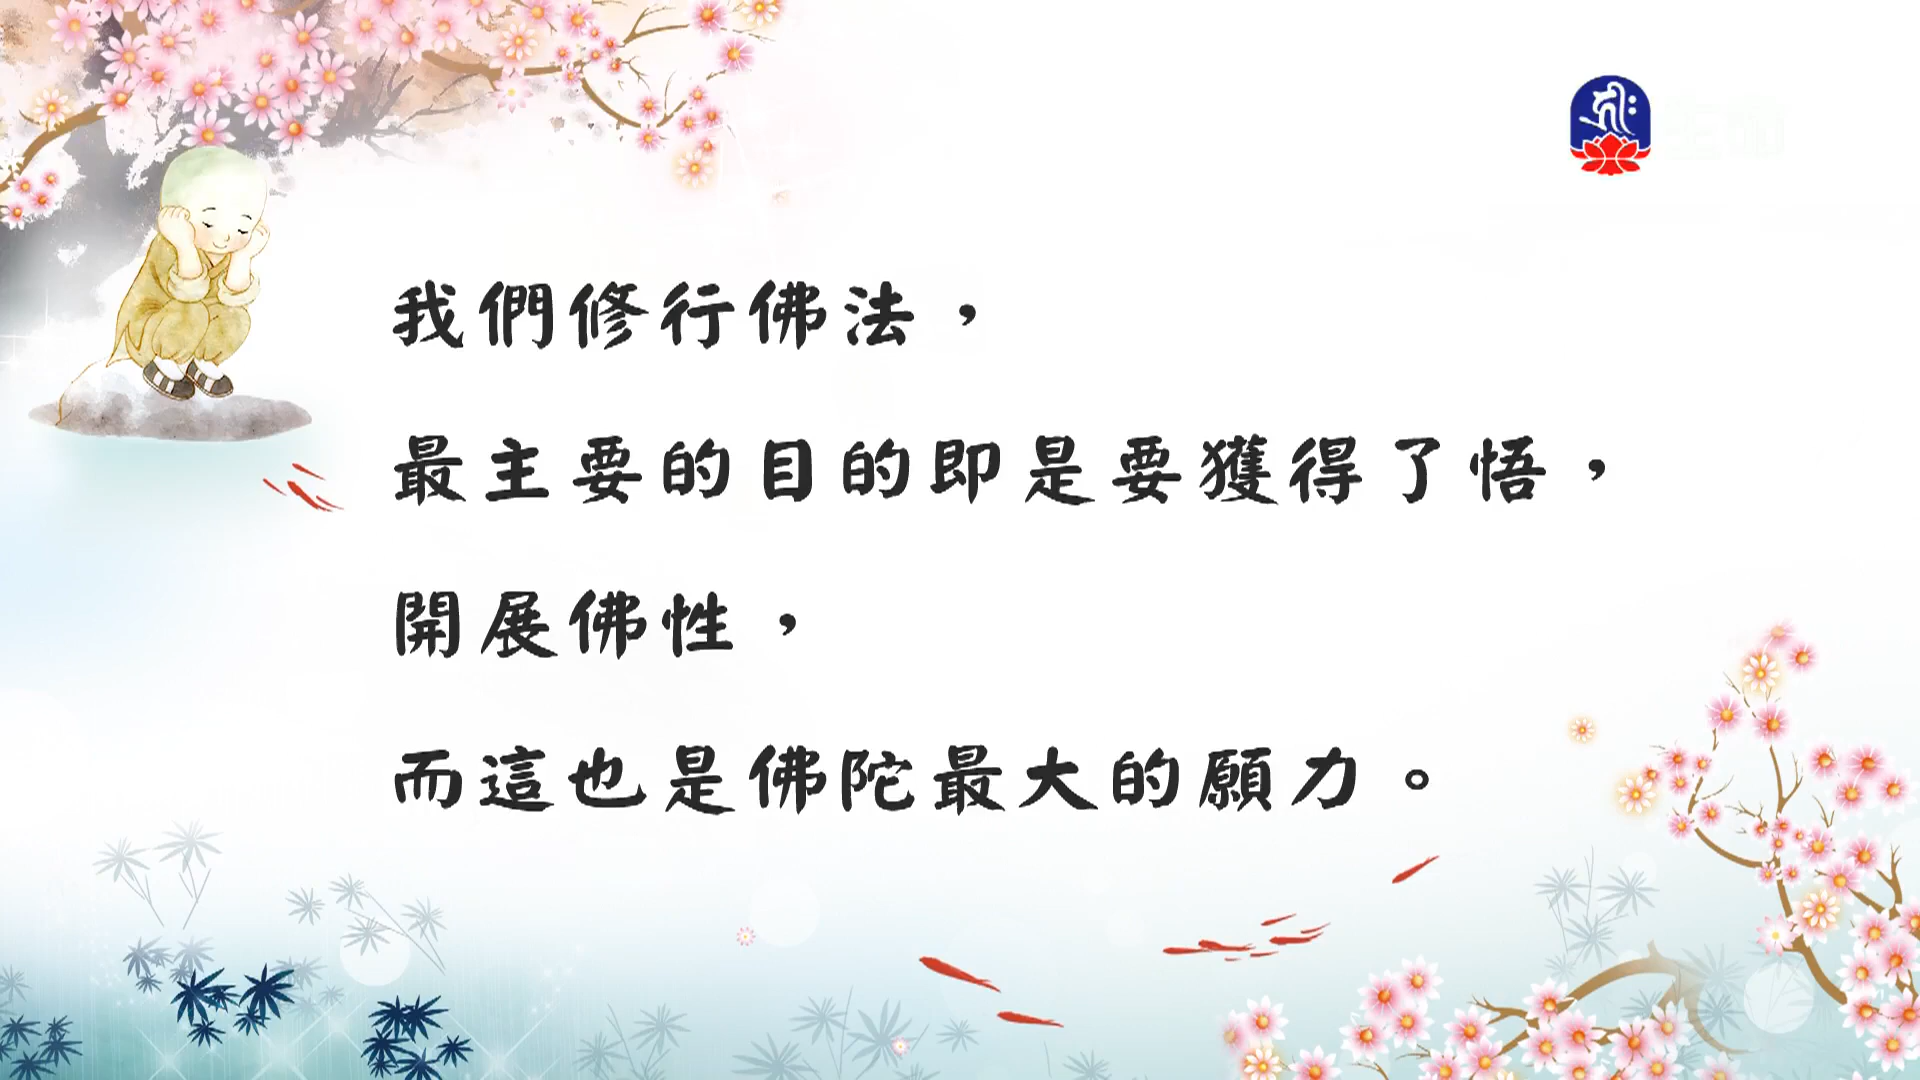 我們修行佛法，
最主要的目的即是要獲得了悟，
開展佛性，
而這也是佛陀最大的願力。